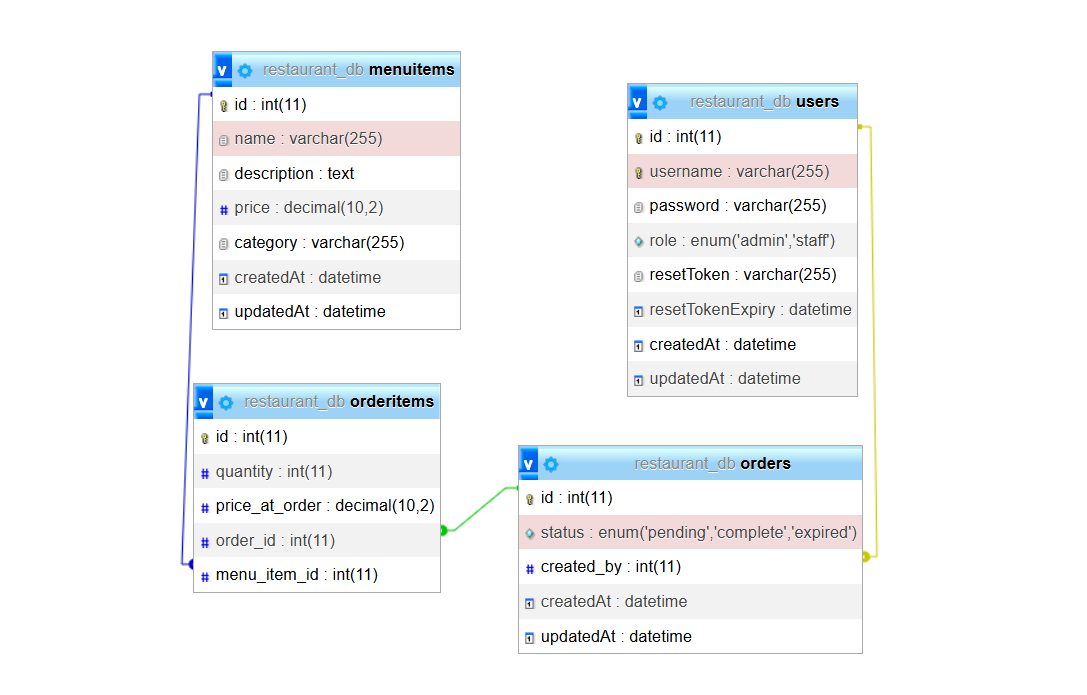 v restaurant_db menuitems
id : int(11)
name : varchar(255)
description : text
price : decimal(10,2)
category : varchar(255)
createdAt : datetime
updatedAt : datetime
v restaurant_db users
id : int(11)
username : varchar(255)
password : varchar(255)
role : enum('admin','staff')
resetToken : varchar(255)
resetTokenExpiry : datetime
createdAt : datetime
updatedAt : datetime
v restaurant_db orderitems
id : int(11)
# quantity : int(11)
# price_at_order : decimal(10,2)
# order_id : int(11)
# menu_item_id : int(11)
v restaurant_db orders
id : int(11)
status : enum('pending','complete','expired')
# created_by : int(11)
createdAt : datetime
updatedAt : datetime